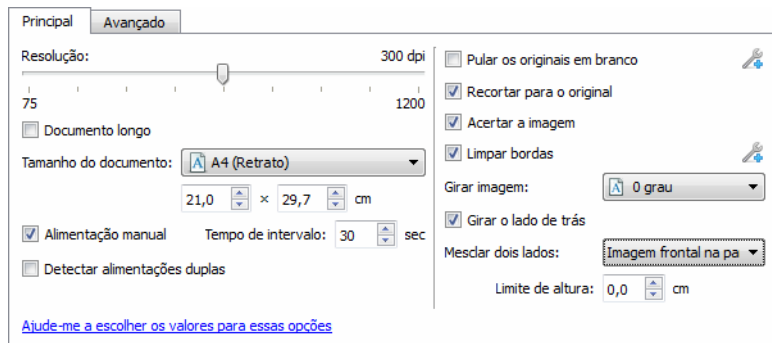 Principal Avançado
Resolução: 300 dpi
75 1200
Documento longo
Tamanho do documento: A4 (Retrato)
21,0 × 29,7 cm
Alimentação manual Tempo de intervalo: 30 sec
Detectar alimentações duplas
Ajude-me a escolher os valores para essas opções
Pular os originais em branco
Recortar para o original
Acertar a imagem
Limpar bordas
Girar imagem: 0 grau
Girar o lado de trás
Mesclar dois lados: Imagem frontal na pa
Limite de altura: 0,0 cm